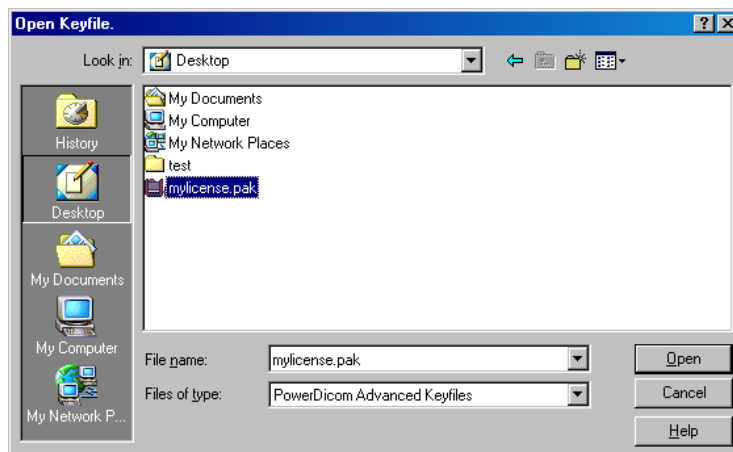 Open Keyfile.
Look in: Desktop
History
Desktop
My Documents
My Computer
My Network P...
My Documents
My Computer
My Network Places
test
mylicense.pak
File name: mylicense.pak Open
Files of type: PowerDicom Advanced Keyfiles Cancel
Help